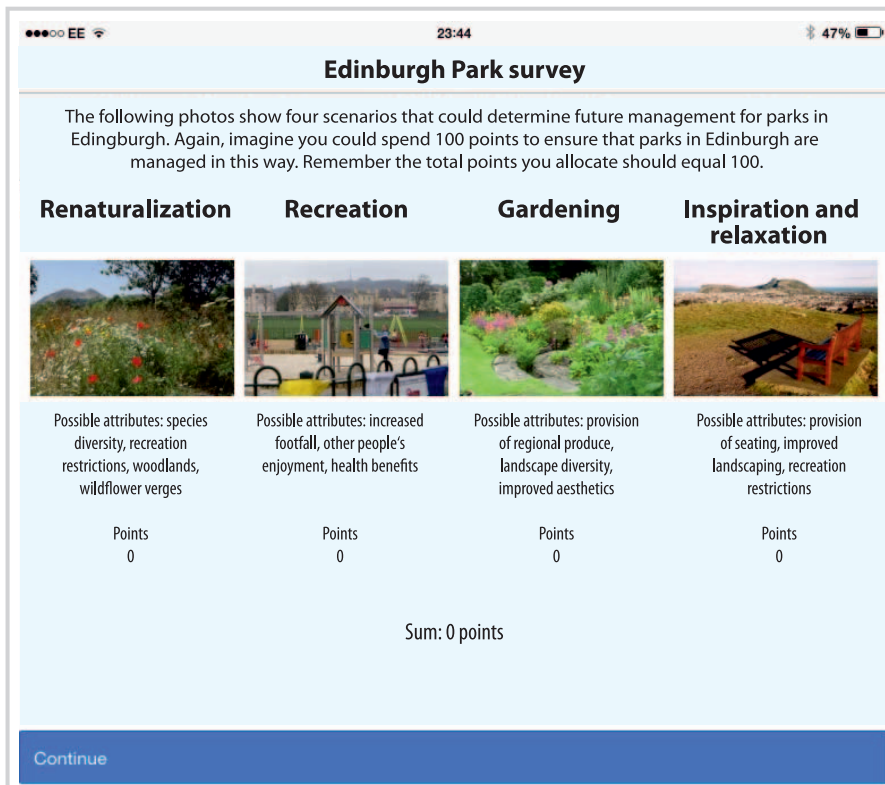 EE 23:44 47%
Edinburgh Park survey
The following photos show four scenarios that could determine future management for parks in
Edingburgh. Again, imagine you could spend 100 points to ensure that parks in Edinburgh are
managed in this way. Remember the total points you allocate should equal 100.
Renaturalization
Possible attributes: species
diversity, recreation
restrictions, woodlands,
wildflower verges
Points
0
Recreation
Possible attributes: increased
footfall, other people‘s
enjoyment, health benefits
Points
0
Gardening
Possible attributes: provision
of regional produce,
landscape diversity,
improved aesthetics
Points
0
Inspiration and
relaxation
Possible attributes: provision
of seating, improved
landscaping, recreation
restrictions
Points
0
Sum: 0 points
Continue